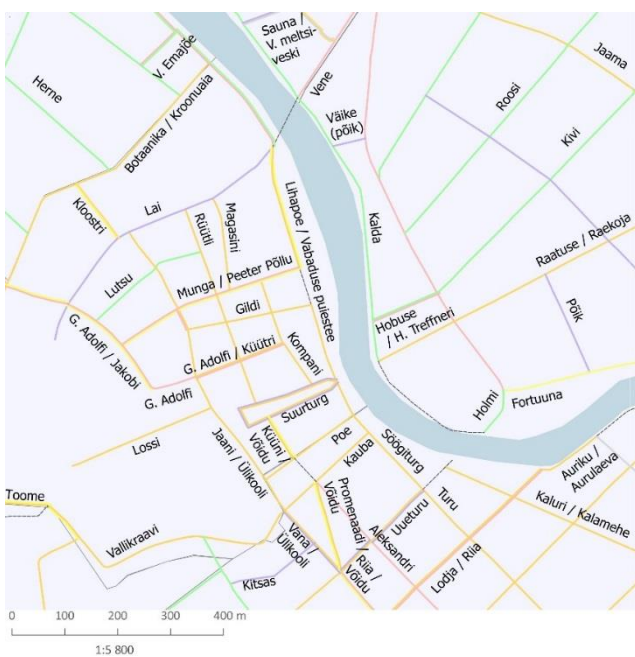 Sauna /
V. meltsi-
veski
Jaama
V. Emajõe
Vene
Herne
Roosi
Väike
(põik)
Kivi
Botaanika / Kroonuaia
Kloostri
Lai
Rüütli
Magasini
Lihapoe / Vabaduse puiestee
Kalda
Raatuse / Raekoja
Lutsu
Munga / Peeter Põllu
Gildi
Hobuse
/ H. Treffneri
Põik
G. Adolfi / Jakobi
G. Adolfi / Küütri
Kompani
G. Adolfi
Suurturg
Holmi
Fortuuna
Lossi
Jaani / Ülikooli
Küüni /
Võidu
Poe
Kauba
Söögiturg
Auriku /
Aurulaeva
Toome
Vallikraavi
Vana /
Ülikooli
Promenaadi / Riia /
Võidu
Võidu
Aleksandri
Uueturu
Turu
Kaluri / Kalamehe
Lodja / Riia
Kitsas
0 100 200 300 400 m
1:5 800